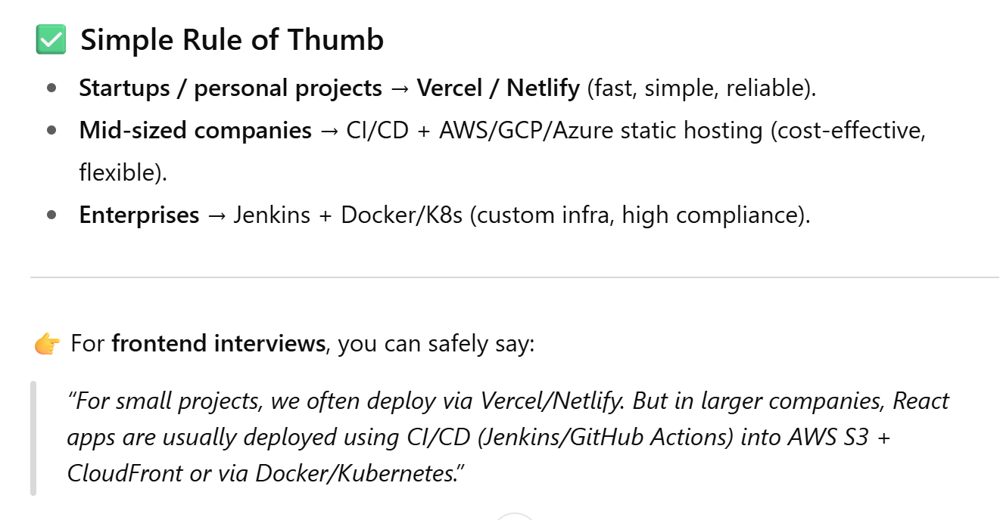 ✅ Simple Rule of Thumb
• Startups / personal projects → Vercel / Netlify (fast, simple, reliable).
• Mid-sized companies → CI/CD + AWS/GCP/Azure static hosting (cost-effective,
flexible).
• Enterprises → Jenkins + Docker/K8s (custom infra, high compliance).
👉 For frontend interviews, you can safely say:
“For small projects, we often deploy via Vercel/Netlify. But in larger companies, React
apps are usually deployed using CI/CD (Jenkins/GitHub Actions) into AWS S3 +
CloudFront or via Docker/Kubernetes.”